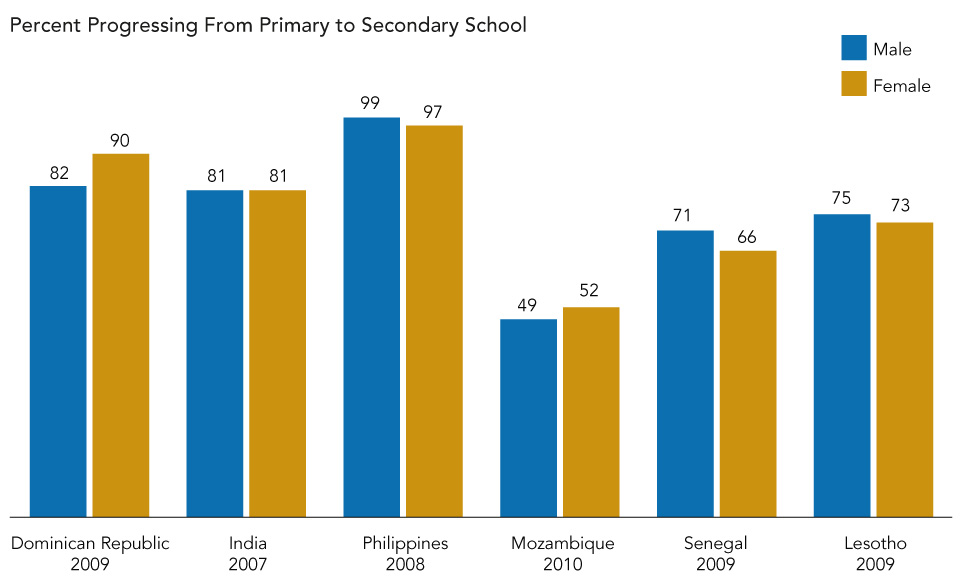 Percent Progressing From Primary to Secondary School
Male
Female
82
90
81
81
99
97
49
52
71
66
75
73
Dominican Republic
2009
India
2007
Philippines
2008
Mozambique
2010
Senegal
2009
Lesotho
2009